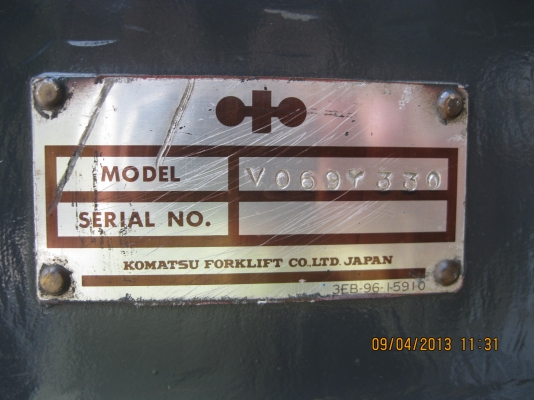 MODEL V069Y330
SERIAL NO.
KOMATSU FORKLIFT CO.,LTD. JAPAN
3EB-96-15910
09/04/2013 11:31